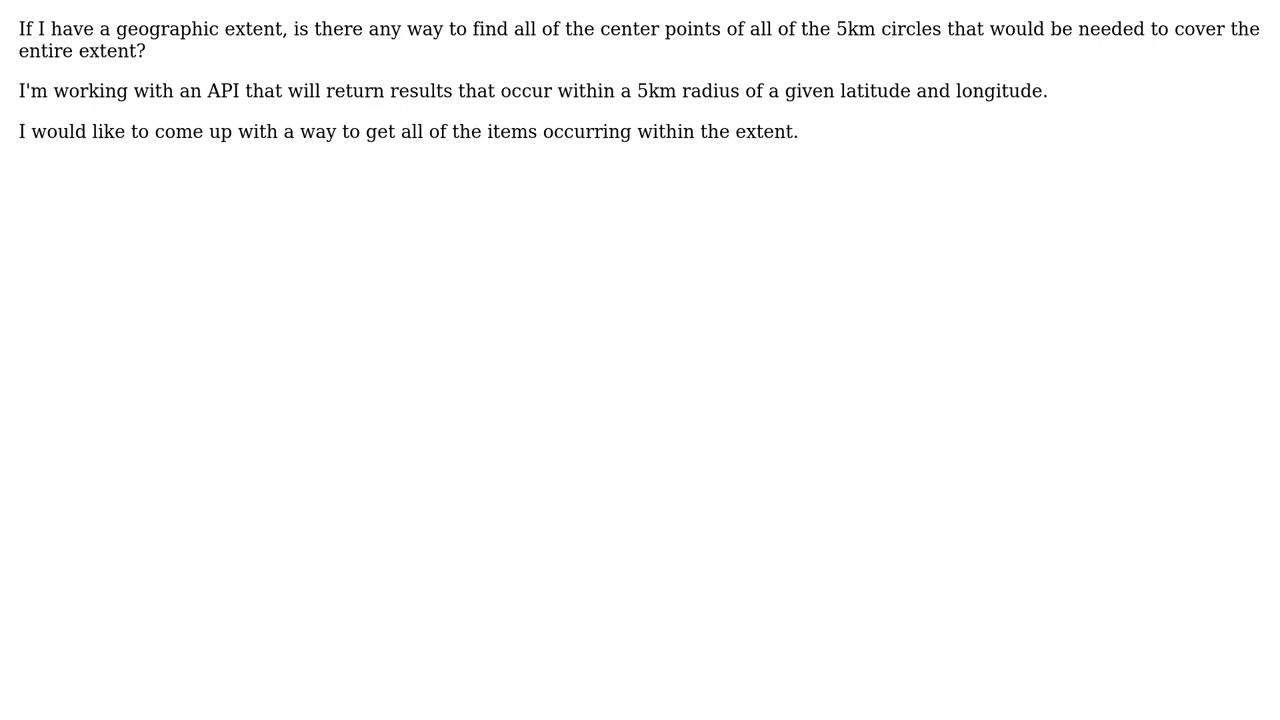 If I have a geographic extent, is there any way to find all of the center points of all of the 5km circles that would be needed to cover the
entire extent?
I'm working with an API that will return results that occur within a 5km radius of a given latitude and longitude.
I would like to come up with a way to get all of the items occurring within the extent.